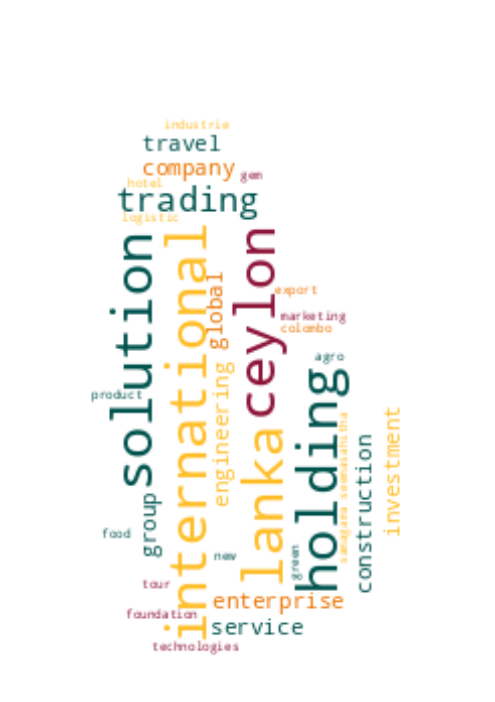 industrie
travel
company
gem
hotel
trading
logistic
solution
international
ceylon
global
export
marketing
colombo
agro
product
engineering
lanka
holding
samagara seemasahitha
investment
construction
group
food
new
green
tour
enterprise
foundation
service
technologies